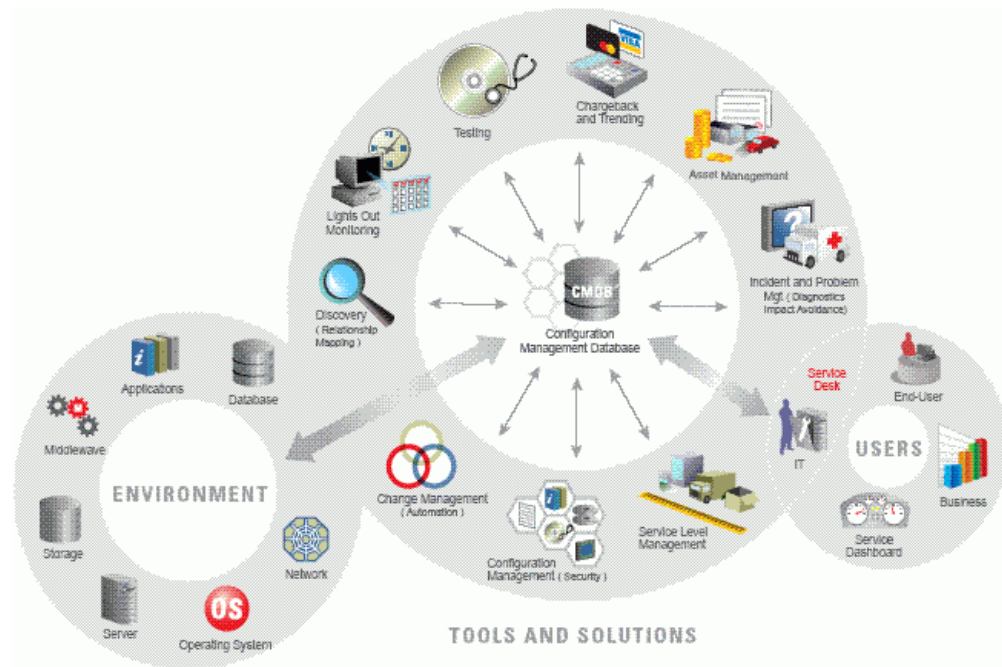 VISA
Testing
Chargeback
and Trending
Asset Management
Lights Out
Monitoring
?
Incident and Problem
Mgt ( Diagnostics
Impact Avoidance)
Discovery
( Relationship
Mapping )
CMDB
Configuration
Management Database
i
Applications
Database
Middlewave
ENVIRONMENT
Storage
Server
OS
Operating System
Network
Change Management
( Automation )
i
Configuration
Management ( Security )
Service Level
Management
Service
Desk
IT
End-User
USERS
Business
Service
Dashboard
TOOLS AND SOLUTIONS